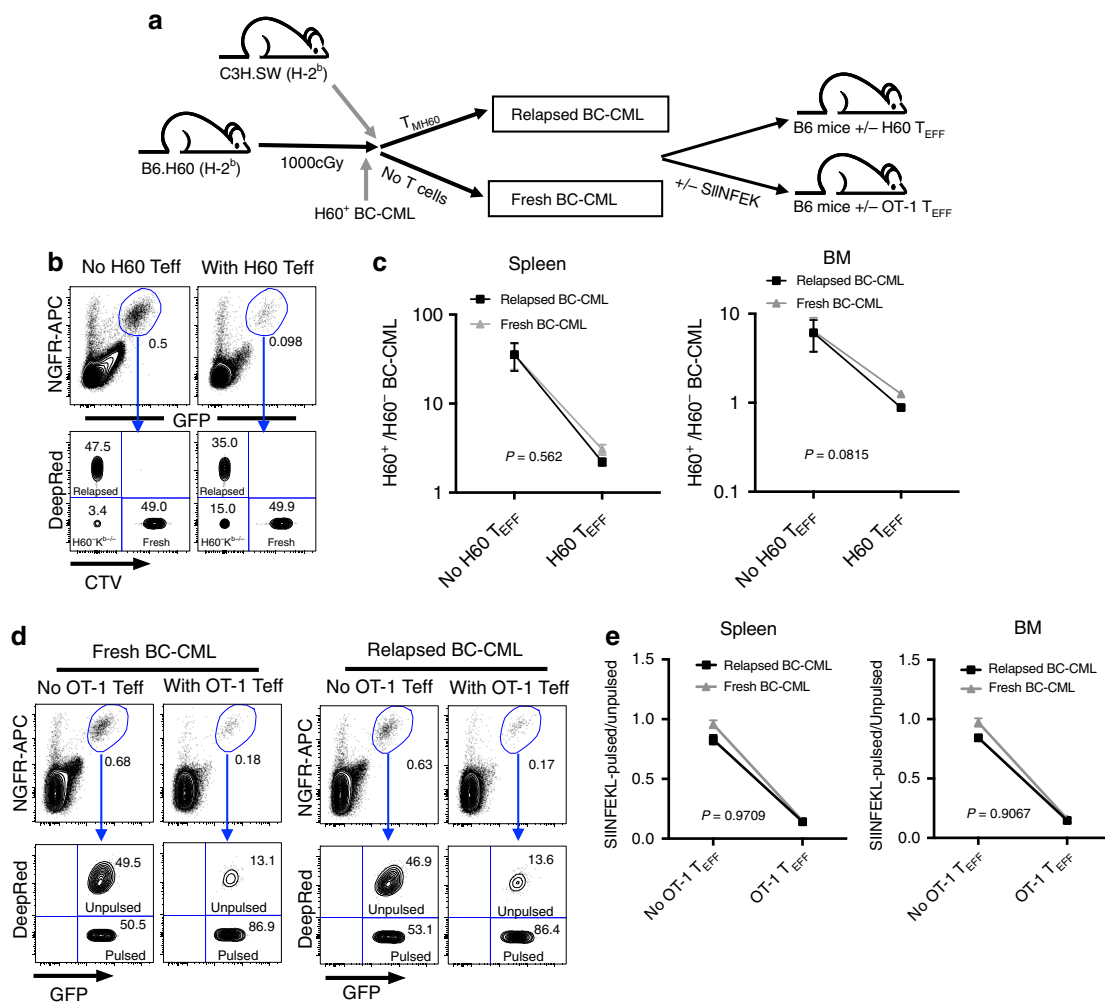 a
C3H.SW (H-2b)
B6.H60 (H-2b)
1000cGy
H60+ BC-CML
TMH60
No T cells
Relapsed BC-CML
Fresh BC-CML
+/– SIINFEK
B6 mice +/– H60 TEFF
B6 mice +/– OT-1 TEFF
b
No H60 Teff
With H60 Teff
NGFR-APC
0.5
0.098
GFP
DeepRed
47.5
Relapsed
3.4
49.0
H60–Kb–/–
Fresh
35.0
Relapsed
15.0
49.9
H60–Kb–/–
Fresh
CTV
c
Spleen
Relapsed BC-CML
Fresh BC-CML
H60+ /H60– BC-CML
100
10
1
P = 0.562
No H60 TEFF
H60 TEFF
BM
Relapsed BC-CML
Fresh BC-CML
H60+ /H60– BC-CML
10
1
0.1
P = 0.0815
No H60 TEFF
H60 TEFF
d
Fresh BC-CML
No OT-1 Teff
With OT-1 Teff
NGFR-APC
0.68
0.18
DeepRed
49.5
Unpulsed
50.5
Pulsed
13.1
Unpulsed
86.9
Pulsed
GFP
Relapsed BC-CML
No OT-1 Teff
With OT-1 Teff
NGFR-APC
0.63
0.17
DeepRed
46.9
Unpulsed
53.1
Pulsed
13.6
Unpulsed
86.4
Pulsed
GFP
e
Spleen
Relapsed BC-CML
Fresh BC-CML
SIINFEKL-pulsed/unpulsed
1.5
1.0
0.5
0.0
P = 0.9709
No OT-1 TEFF
OT-1 TEFF
BM
Relapsed BC-CML
Fresh BC-CML
SIINFEKL-pulsed/Unpulsed
1.5
1.0
0.5
0.0
P = 0.9067
No OT-1 TEFF
OT-1 TEFF